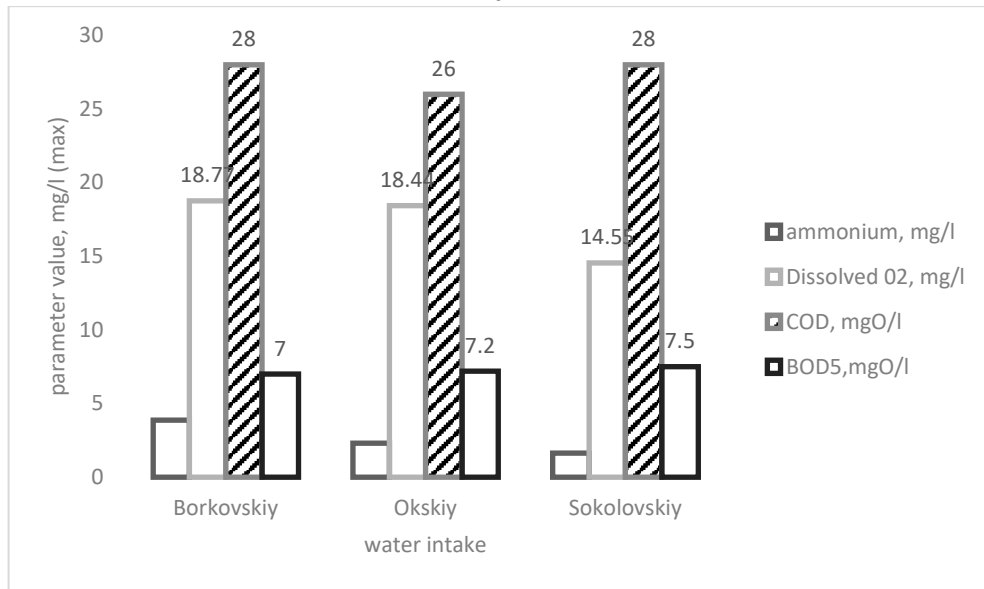 parameter value, mg/l (max)
30
25
20
15
10
5
0
18.77
28
7
18.44
26
7.2
14.55
28
7.5
Borkovskiy
Okskiy
Sokolovskiy
water intake
ammonium, mg/l
Dissolved 02, mg/l
COD, mgO/l
BOD5,mgO/l